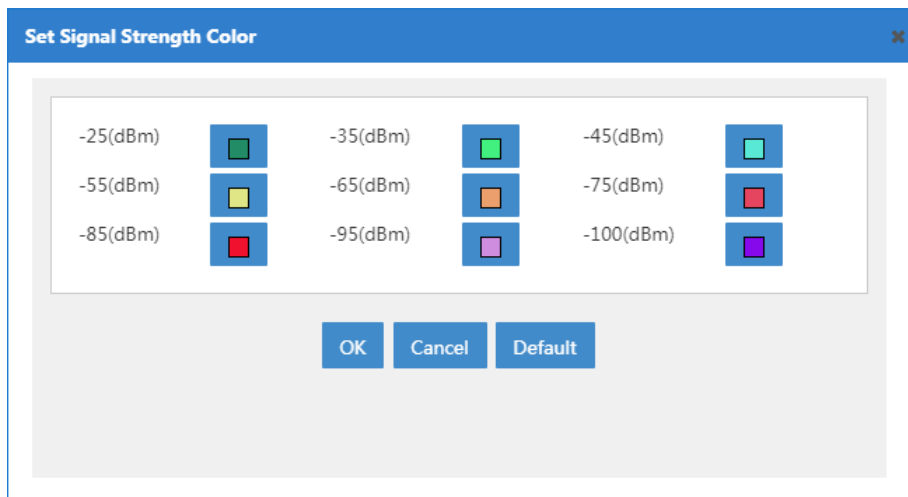 Set Signal Strength Color
-25(dBm) -35(dBm) -45(dBm)
-55(dBm) -65(dBm) -75(dBm)
-85(dBm) -95(dBm) -100(dBm)
OK Cancel Default